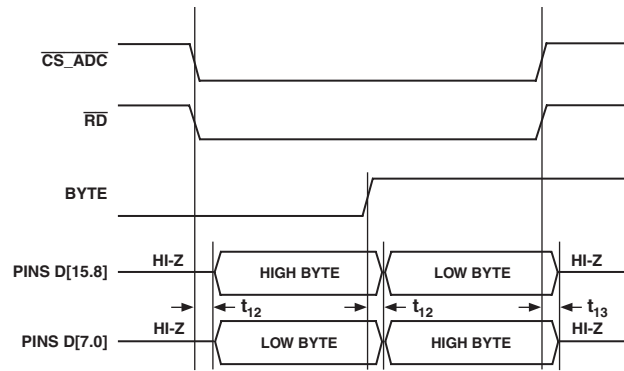 CS_ADC
RD
BYTE
PINS D[15.8] HI-Z HIGH BYTE LOW BYTE HI-Z
t12 t12 t13
PINS D[7.0] HI-Z LOW BYTE HIGH BYTE HI-Z